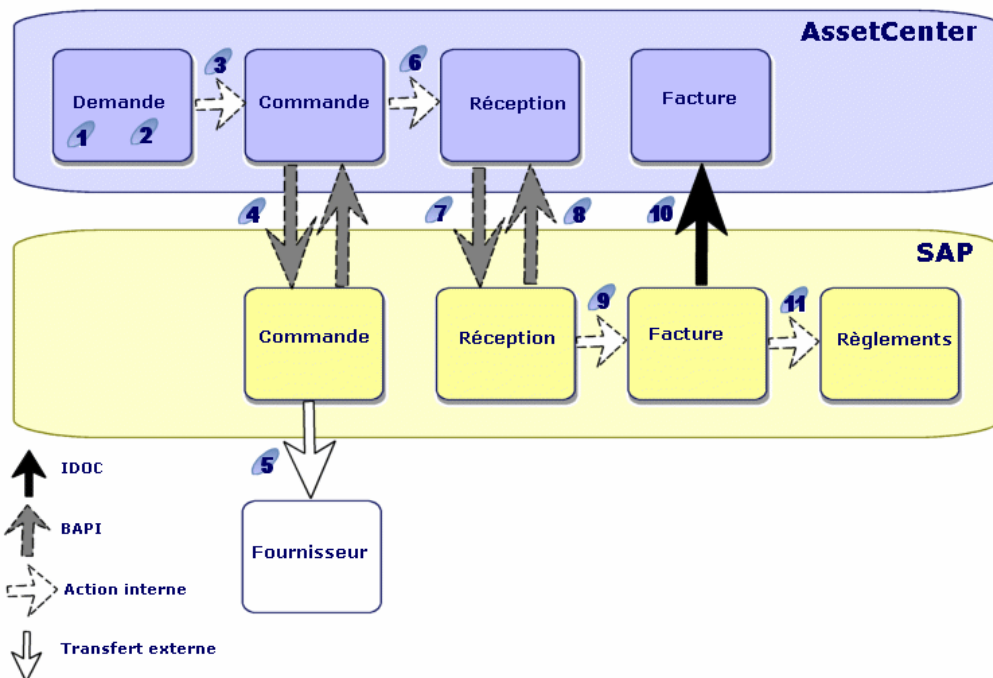 AssetCenter
3
6
Demande
Commande
Réception
Facture
1
2
4
7
8
10
SAP
9
11
Commande
Réception
Facture
Règlements
5
IDOC
BAPI
Fournisseur
Action interne
Transfert externe